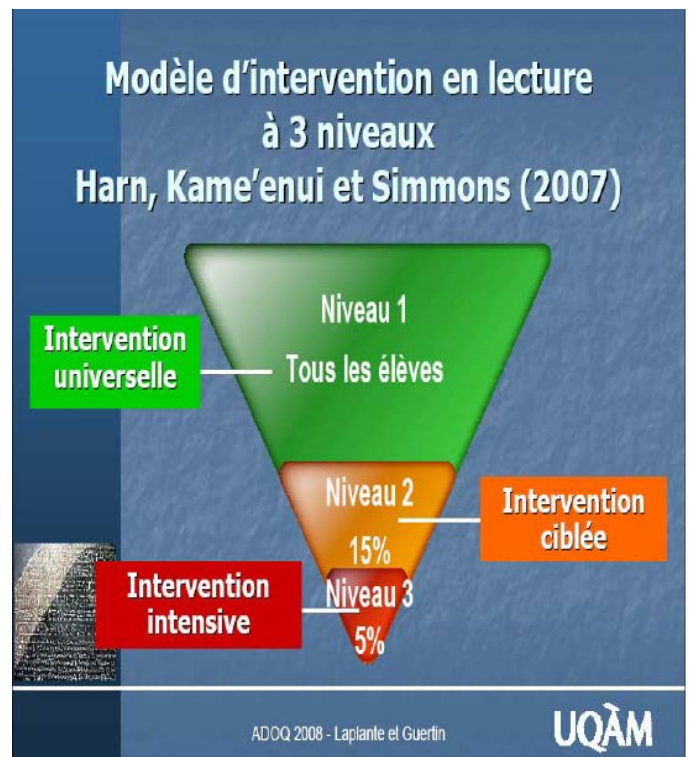 Modèle d'intervention en lecture
à 3 niveaux
Harn, Kame'enui et Simmons (2007)
Niveau 1
Tous les élèves
Intervention
universelle
Niveau 2
15%
Intervention
ciblée
Niveau 3
5%
Intervention
intensive
ADOQ 2008 - Laplante et Guertin
UQÀM